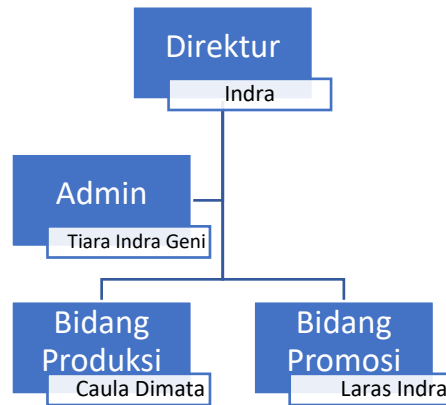 Direktur
Indra
Admin
Tiara Indra Geni
Bidang
Produksi
Caula Dimata
Bidang
Promosi
Laras Indra